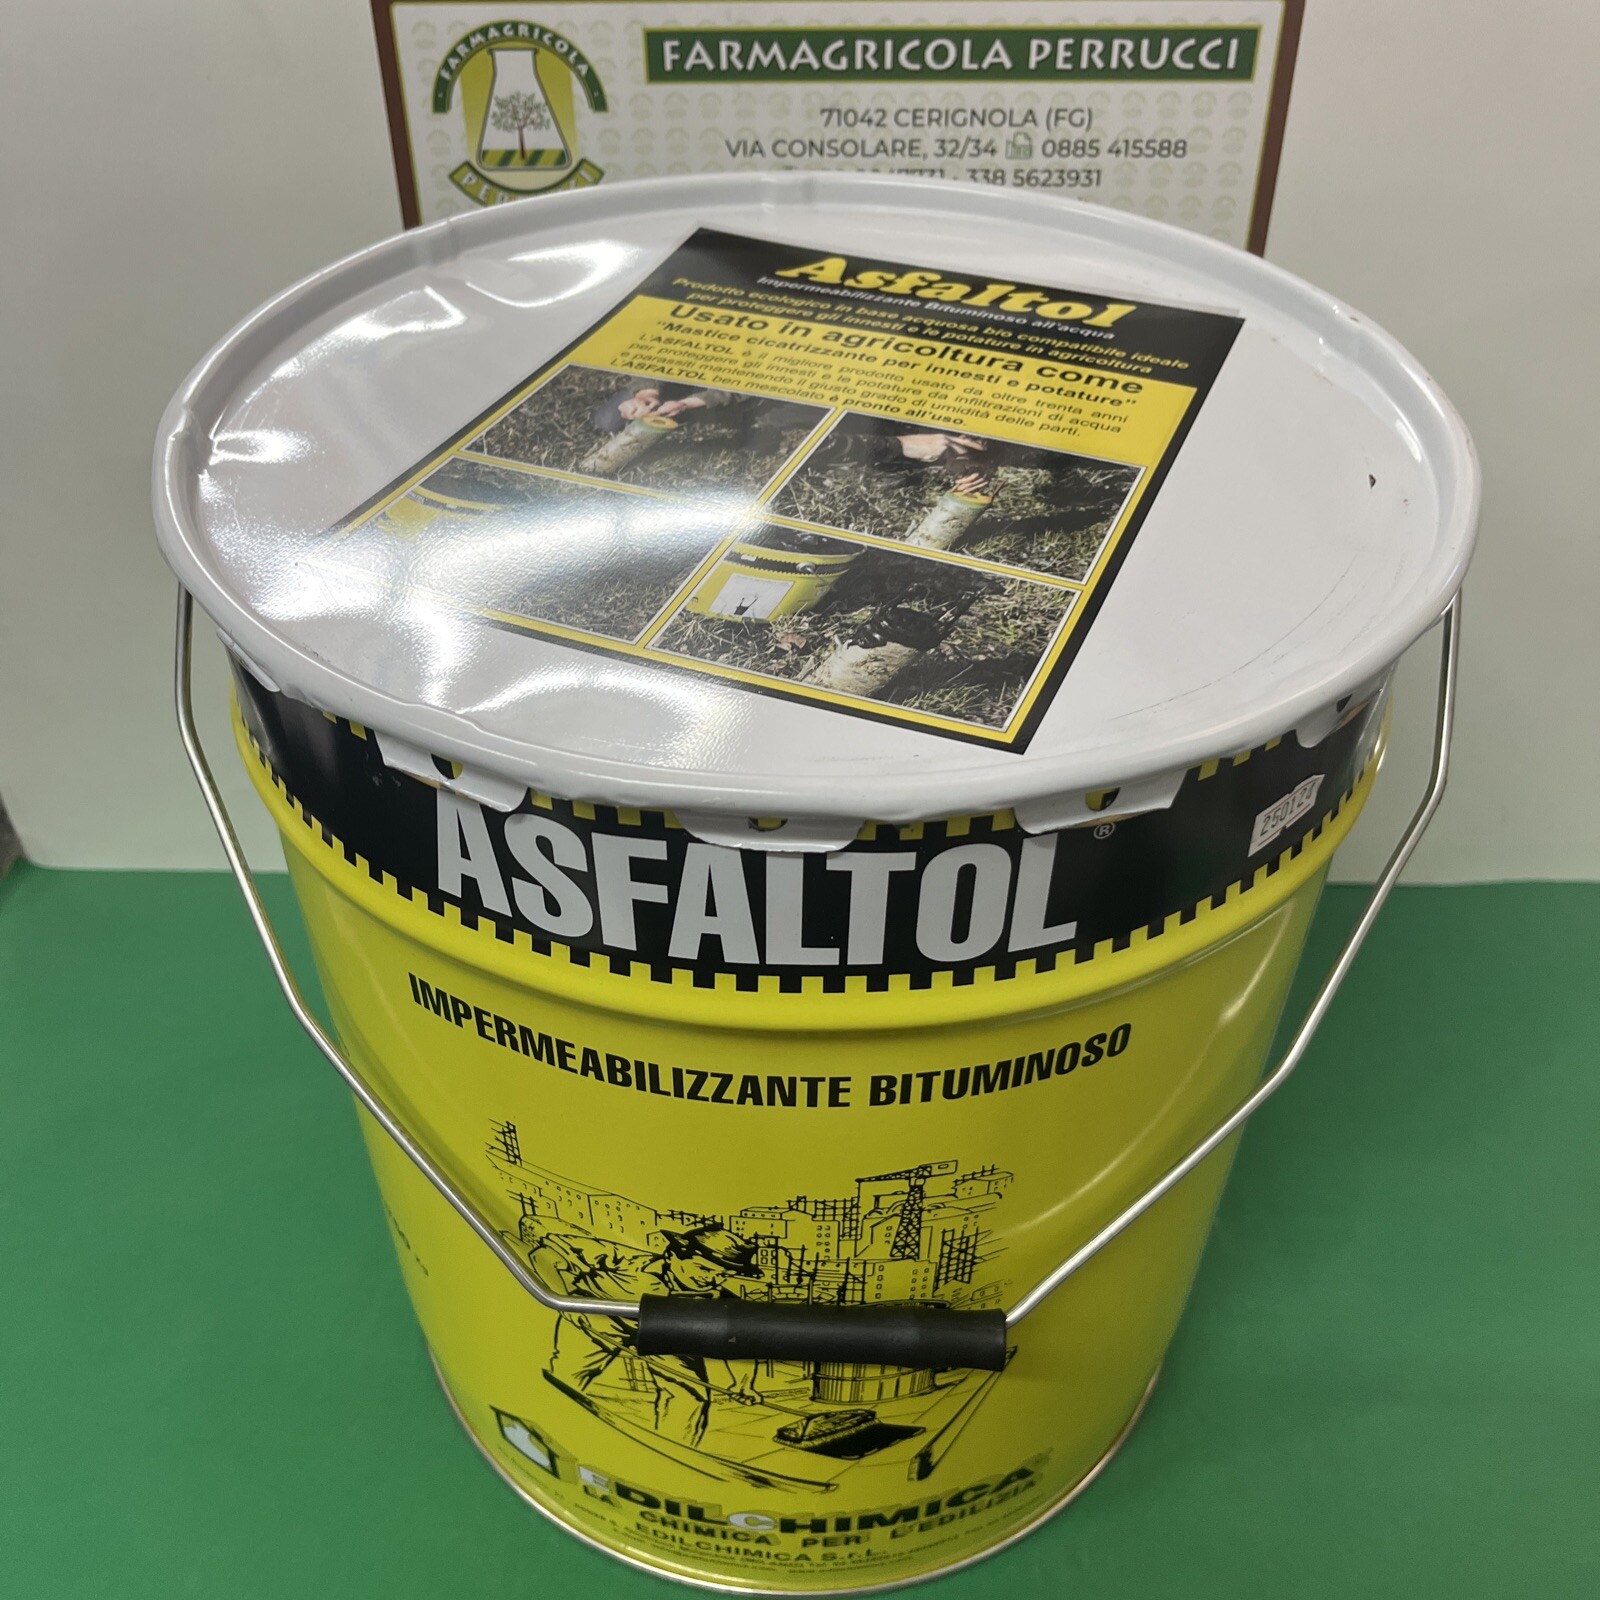 FARMAGRICOLA
PERRUCCI
FARMAGRICOLA PERRUCCI
71042 CERIGNOLA (FG)
VIA CONSOLARE, 32/34 0885 415588
338 5623931
Asfaltol
Impermeabilizzante Bituminoso all'acqua
Prodotto ecologico in base acquosa bio compatibile ideale
per proteggere gli innesti e le potature in agricoltura
Usato in agricoltura come
"Mastice cicatrizzante per innesti e potature"
L'ASFALTOL è il migliore prodotto usato da oltre trenta anni
per proteggere gli innesti e le potature da infiltrazioni di acqua
e parassiti mantenendo il giusto grado di umidità delle parti.
L'ASFALTOL ben mescolato è pronto all'uso.
ASFALTOL®
250124
IMPERMEABILIZZANTE BITUMINOSO
EDILCHIMICA
LA CHIMICA PER L'EDILIZIA
EDILCHIMICA S.r.L.